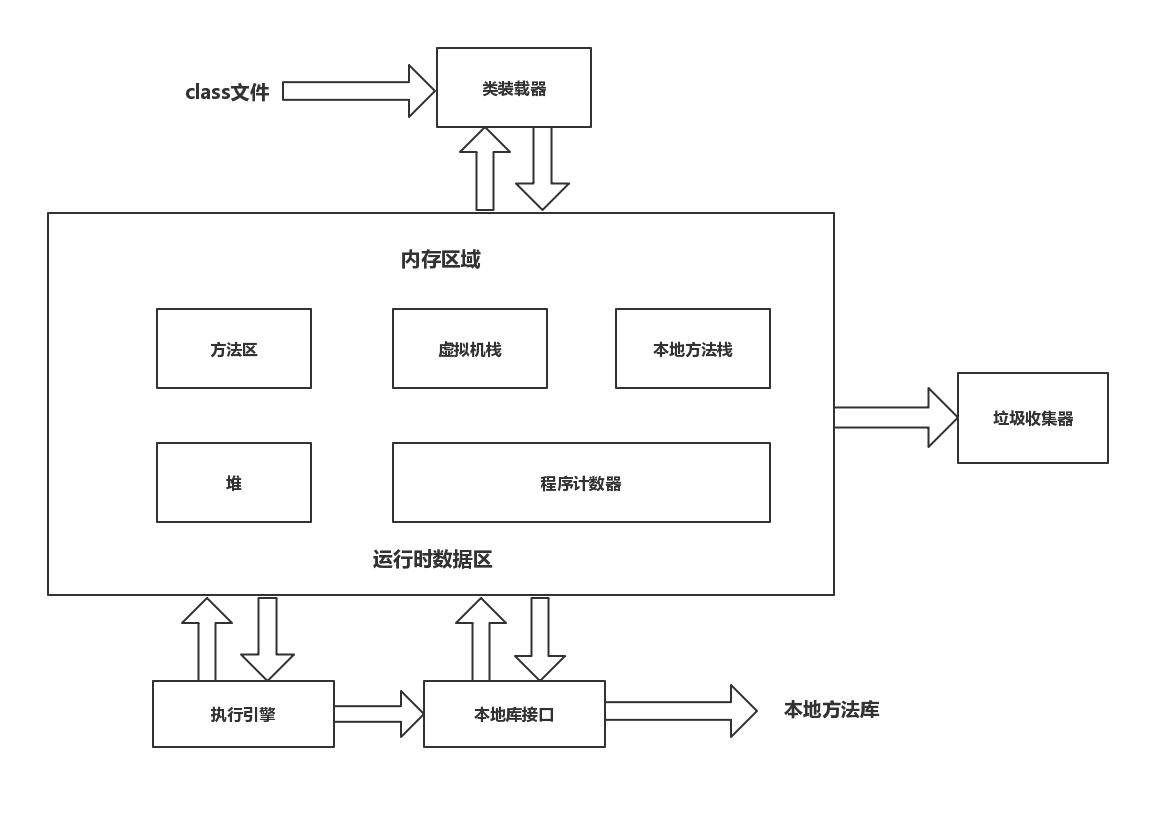 class文件
类装载器
内存区域
方法区
虚拟机栈
本地方法栈
垃圾收集器
堆
程序计数器
运行时数据区
执行引擎
本地库接口
本地方法库